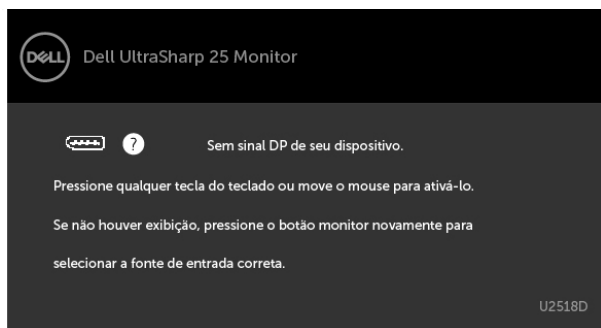 DELL
Dell UltraSharp 25 Monitor
? Sem sinal DP de seu dispositivo.
Pressione qualquer tecla do teclado ou move o mouse para ativá-lo.
Se não houver exibição, pressione o botão monitor novamente para
selecionar a fonte de entrada correta.
U2518D